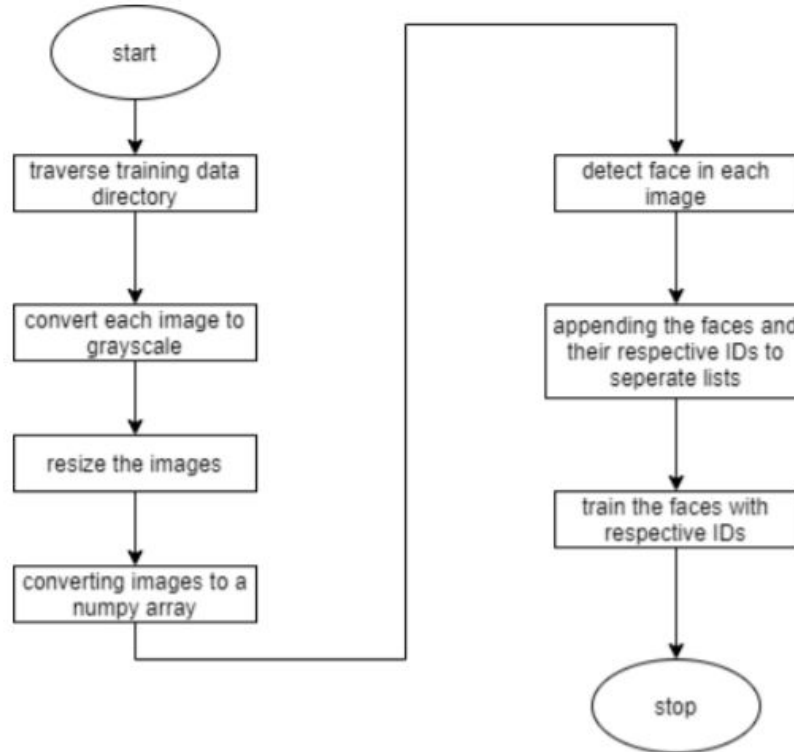 start
traverse training data
directory
convert each image to
grayscale
resize the images
converting images to a
numpy array
detect face in each
image
appending the faces and
their respective IDs to
seperate lists
train the faces with
respective IDs
stop